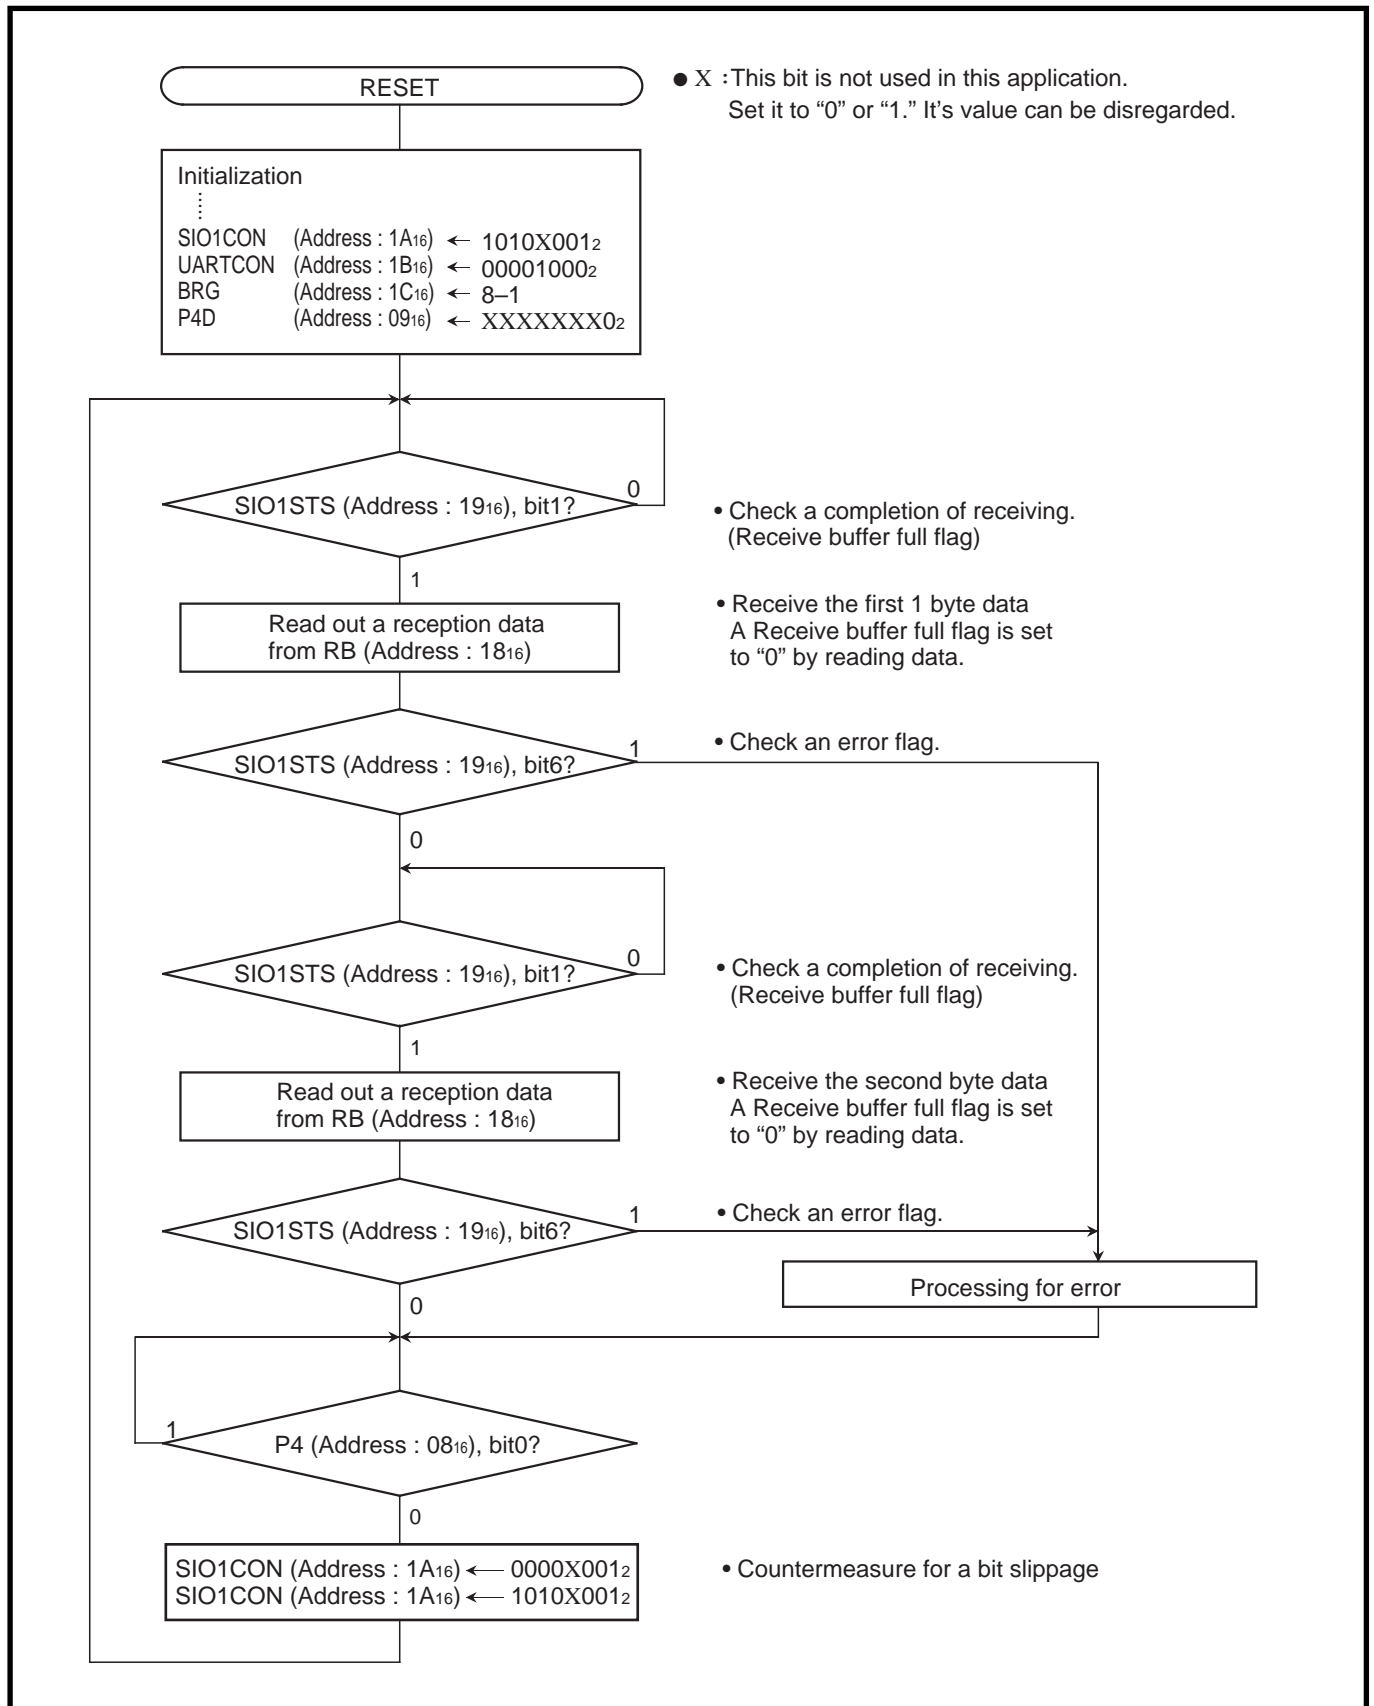 RESET
● X : This bit is not used in this application.
Set it to “0” or “1.” It’s value can be disregarded.
Initialization
SIO1CON (Address : 1A16) ← 1010X0012
UARTCON (Address : 1B16) ← 000010002
BRG (Address : 1C16) ← 8–1
P4D (Address : 0916) ← XXXXXXX02
SIO1STS (Address : 1916), bit1?
0
• Check a completion of receiving.
(Receive buffer full flag)
1
Read out a reception data
from RB (Address : 1816)
• Receive the first 1 byte data
A Receive buffer full flag is set
to “0” by reading data.
SIO1STS (Address : 1916), bit6?
1
• Check an error flag.
0
SIO1STS (Address : 1916), bit1?
0
• Check a completion of receiving.
(Receive buffer full flag)
1
Read out a reception data
from RB (Address : 1816)
• Receive the second byte data
A Receive buffer full flag is set
to “0” by reading data.
SIO1STS (Address : 1916), bit6?
1
• Check an error flag.
Processing for error
0
1
P4 (Address : 0816), bit0?
0
SIO1CON (Address : 1A16) ← 0000X0012
SIO1CON (Address : 1A16) ← 1010X0012
• Countermeasure for a bit slippage